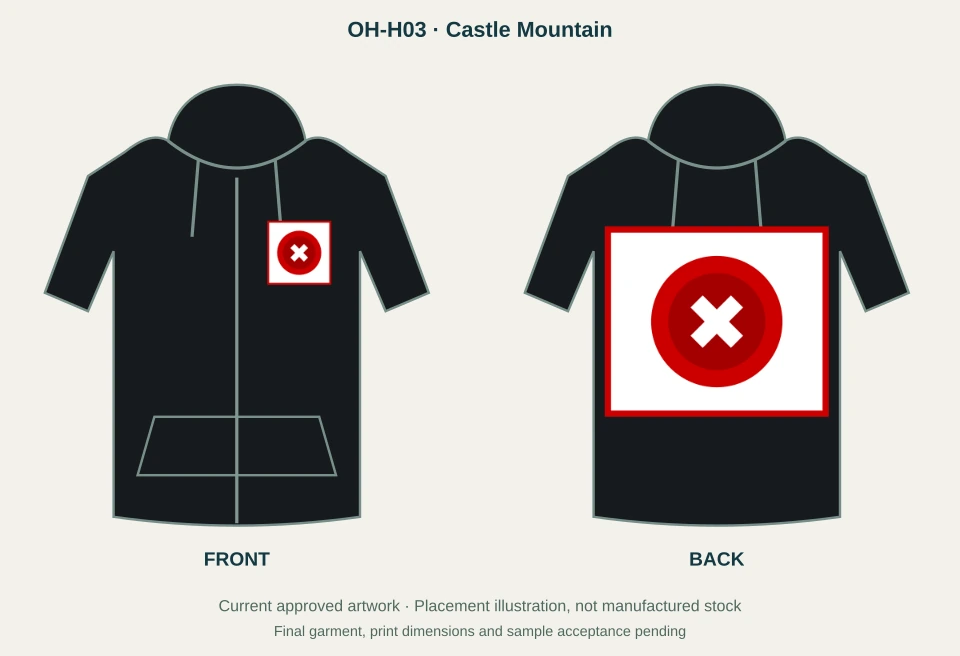 OH-H03 · Castle Mountain
FRONT
BACK
Current approved artwork · Placement illustration, not manufactured stock
Final garment, print dimensions and sample acceptance pending